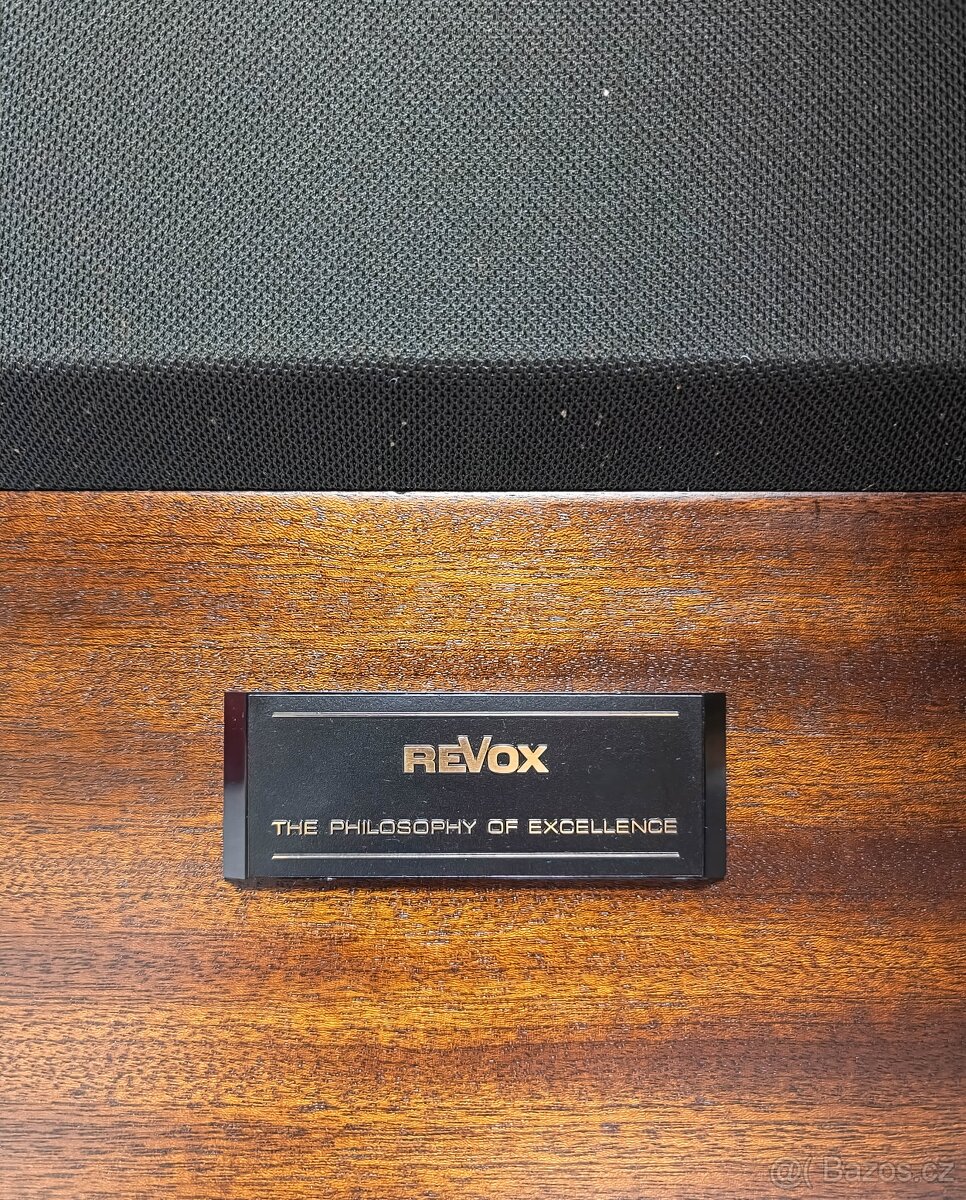 REVOX
THE PHILOSOPHY OF EXCELLENCE
@( Bazos.cz